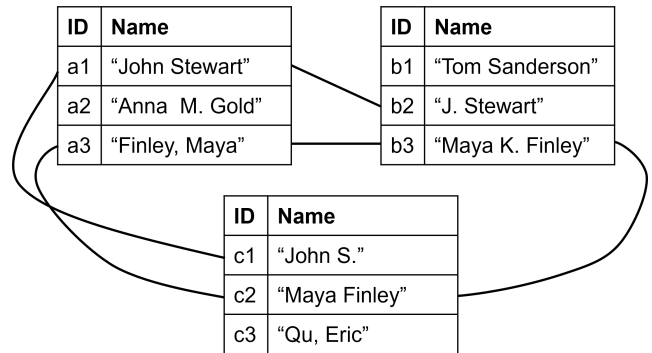 ID Name
a1 “John Stewart”
a2 “Anna  M. Gold”
a3 “Finley, Maya”
ID Name
b1 “Tom Sanderson”
b2 “J. Stewart”
b3 “Maya K. Finley”
ID Name
c1 “John S.”
c2 “Maya Finley”
c3 “Qu, Eric”